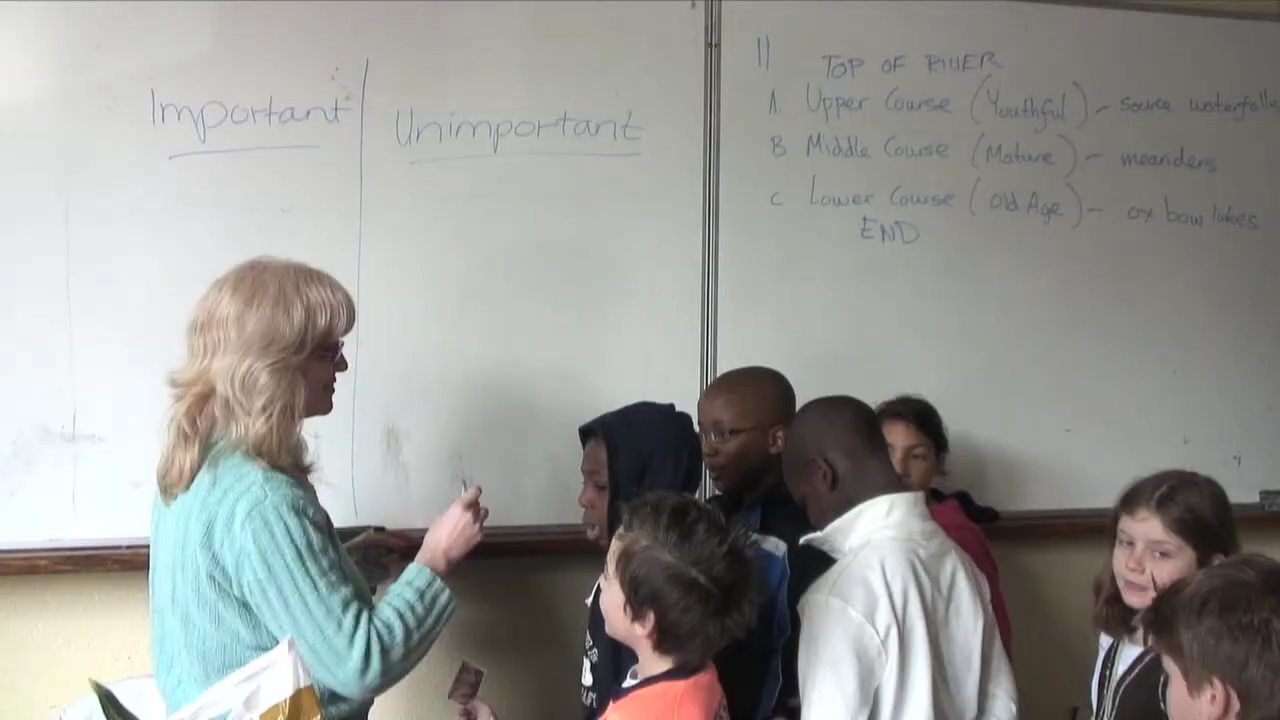 Important
Unimportant
11
TOP OF RIVER
A Upper Course (Youthful) - source waterfalls
B Middle Course (Mature) - meanders
C Lower Course (Old Age) - ox bow lakes
END